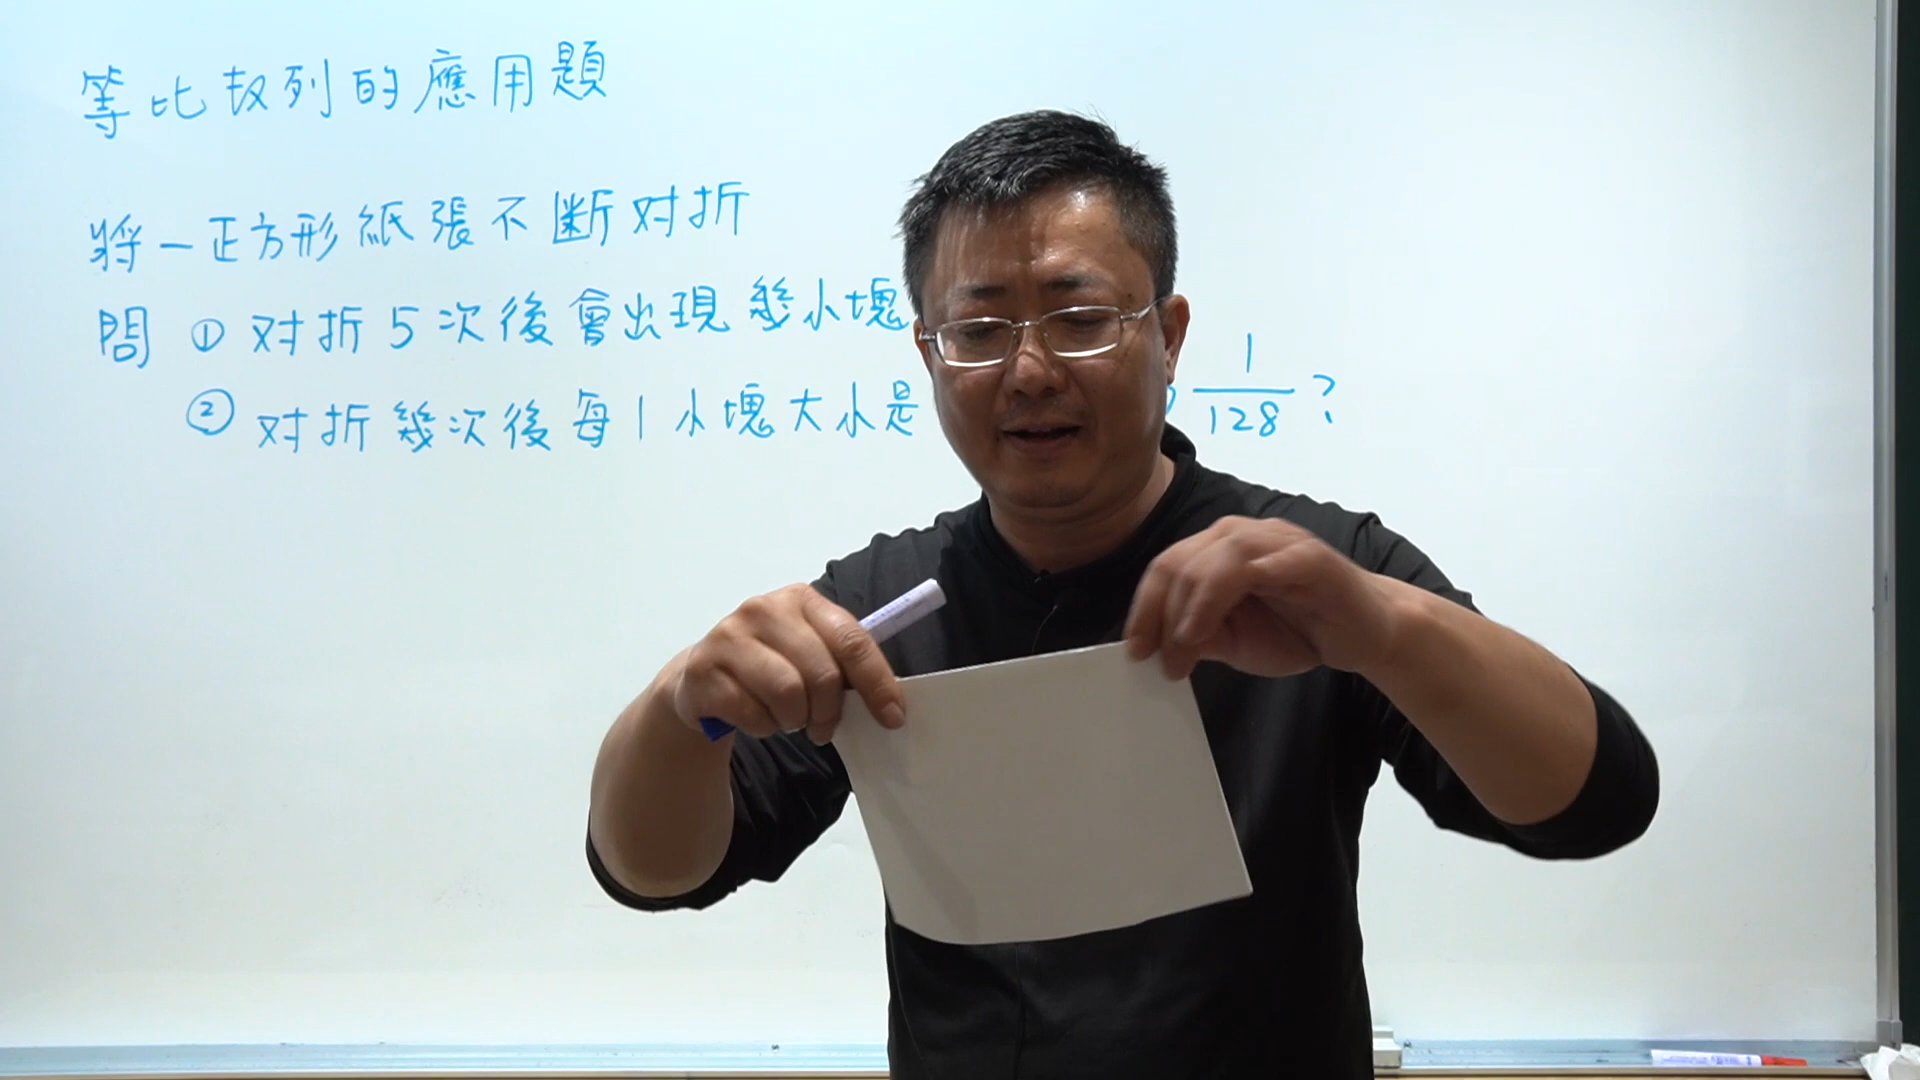 等比数列的應用題
將一正方形紙張不斷对折
問 ① 对折5次後會出現幾小塊
② 对折幾次後每1小塊大小是 1/128 ?